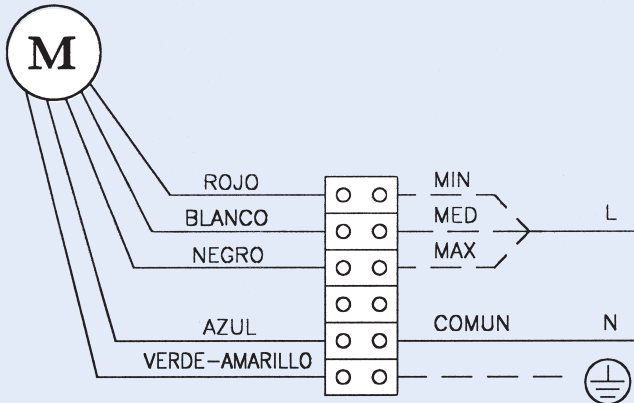 M
ROJO MIN
BLANCO MED L
NEGRO MAX
AZUL COMUN N
VERDE-AMARILLO